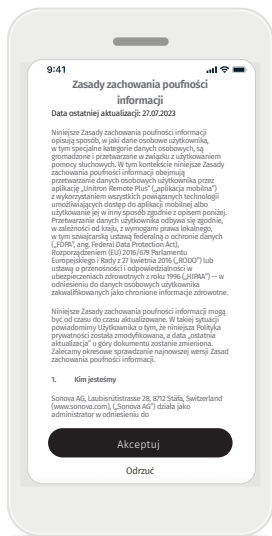 9:41
Zasady zachowania poufności
informacji
Data ostatniej aktualizacji: 27.07.2023
Niniejsze Zasady zachowania poufności informacji
opisują sposób, w jaki dane osobowe użytkownika,
w tym specjalne kategorie danych osobowych, są
gromadzone i przetwarzane w związku z użytkowaniem
pomocy słuchowych. W tym kontekście niniejsze Zasady
zachowania poufności informacji obejmują
przetwarzanie danych osobowych użytkownika przez
aplikację „Unitron Remote Plus” („aplikacja mobilna”)
z wykorzystaniem wszystkich powiązanych technologii
umożliwiających dostęp do aplikacji mobilnej albo
użytkowanie jej w inny sposób zgodnie z opisem poniżej.
Przetwarzanie danych użytkownika odbywa się zgodnie,
w zależności od kraju, z wymogami prawa lokalnego,
w tym szwajcarską ustawą federalną o ochronie danych
(„FDPA”, ang. Federal Data Protection Act),
Rozporządzeniem (EU) 2016/679 Parlamentu
Europejskiego i Rady z 27 kwietnia 2016 („RODO”) lub
ustawą o przenośności i odpowiedzialności w
ubezpieczeniach zdrowotnych z roku 1996 („HIPAA”) — w
odniesieniu do danych osobowych użytkownika
zakwalifikowanych jako chronione informacje zdrowotne.
Niniejsze Zasady zachowania poufności informacji mogą
być od czasu do czasu aktualizowane. W takiej sytuacji
powiadomimy Użytkownika o tym, że niniejsza Polityka
prywatności została zmodyfikowana, a data „ostatnia
aktualizacja” u góry dokumentu zostanie zmieniona.
Zalecamy okresowe sprawdzanie najnowszej wersji Zasad
zachowania poufności informacji.
1. Kim jesteśmy
Sonova AG, Laubisrütistrasse 28, 8712 Stäfa, Switzerland
(www.sonova.com), („Sonova AG”) działa jako
administrator w odniesieniu do
Akceptuj
Odrzuć